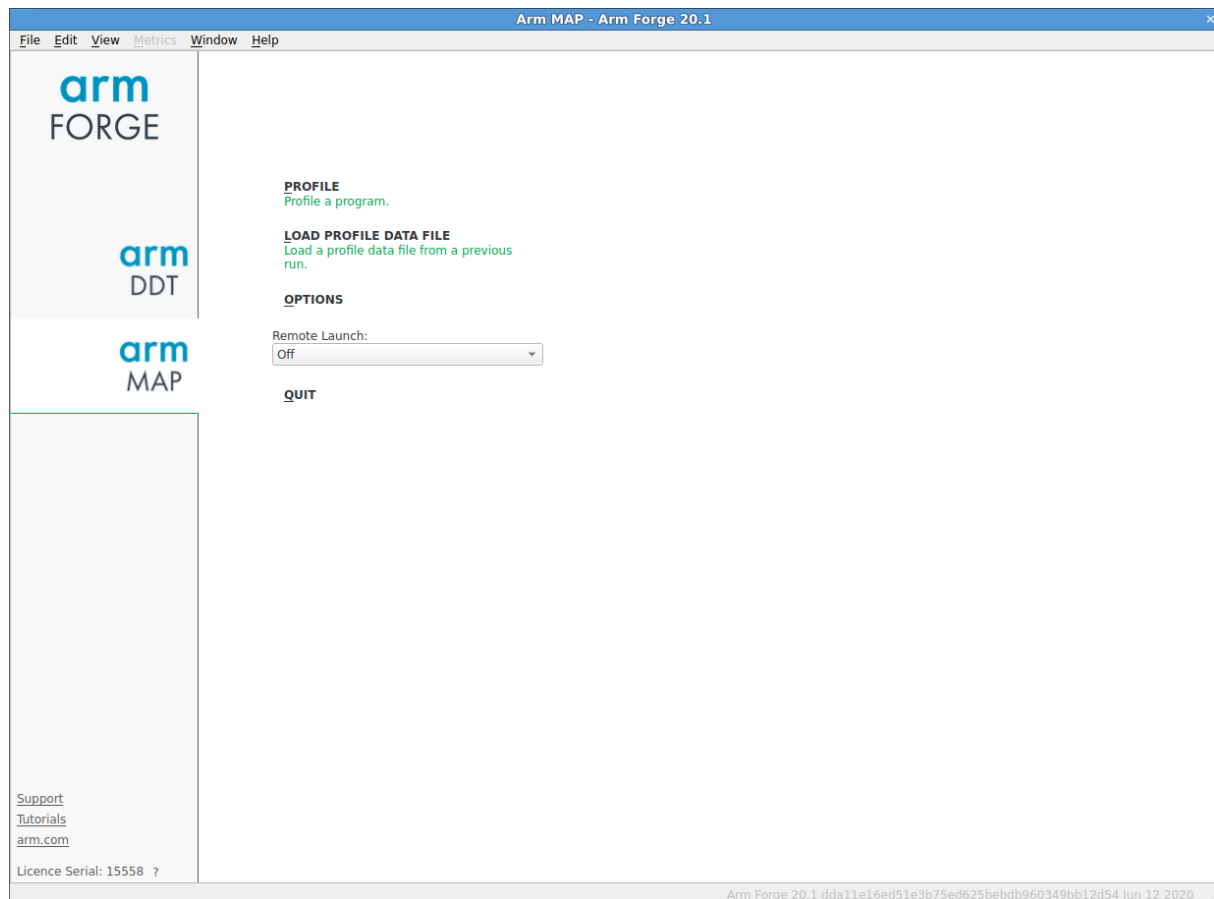 Arm MAP - Arm Forge 20.1
File Edit View Metrics Window Help
arm
FORGE
PROFILE
Profile a program.
LOAD PROFILE DATA FILE
Load a profile data file from a previous
run.
arm
DDT
OPTIONS
Remote Launch:
Off
arm
MAP
QUIT
Support
Tutorials
arm.com
Licence Serial: 15558 ?
Arm Forge 20.1 dda11e16ed51e3b75ed625bebdb960349bb12d54 Jun 12 2020